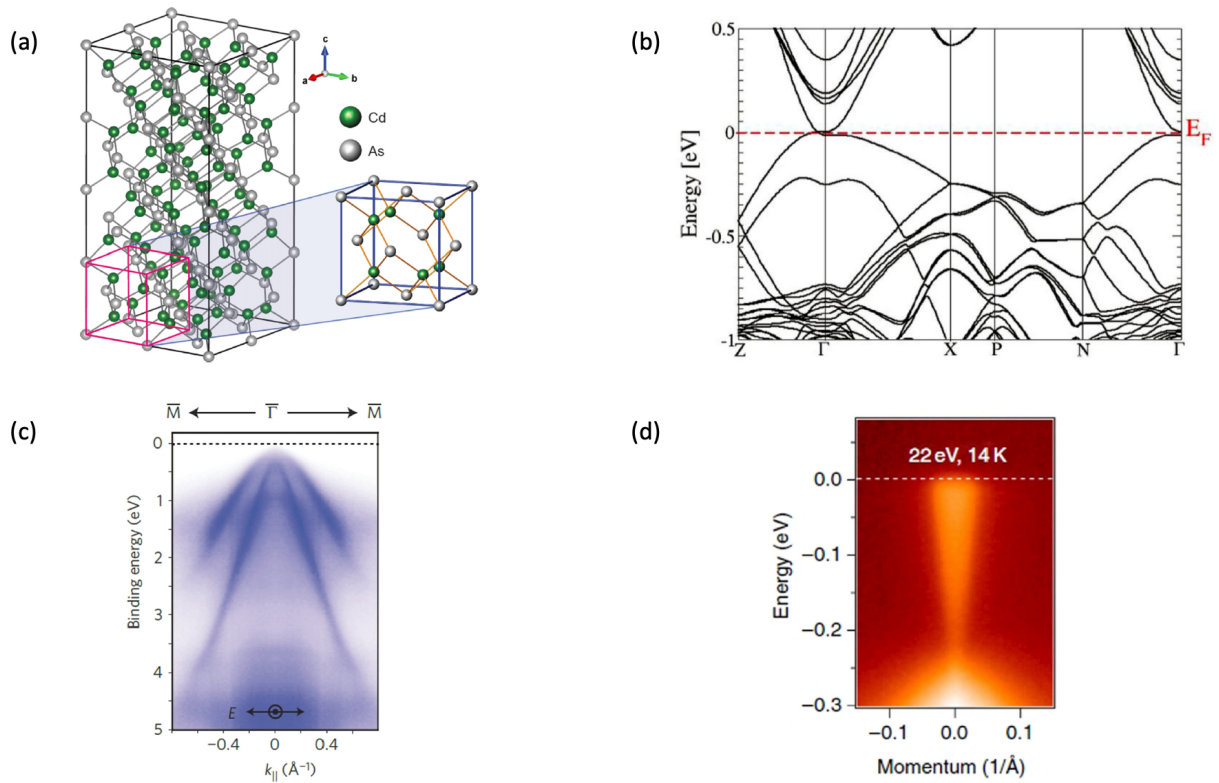 (a)
c
a
b
Cd
As
(b)
0.5
0
-0.5
-1
Energy [eV]
E_F
Z Γ X P N Γ
(c)
M̅ Γ̅ M̅
0
1
2
3
4
5
Binding energy (eV)
E
−0.4 0 0.4
k|| (Å⁻¹)
(d)
22 eV, 14 K
0.0
−0.1
−0.2
−0.3
Energy (eV)
−0.1 0.0 0.1
Momentum (1/Å)